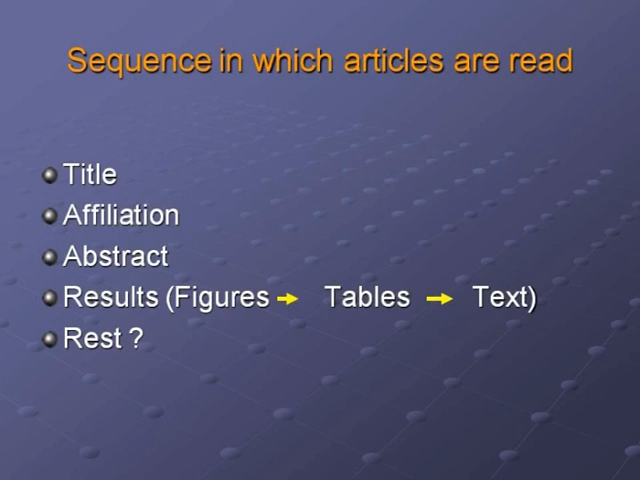 Sequence in which articles are read
Title
Affiliation
Abstract
Results (Figures → Tables → Text)
Rest ?